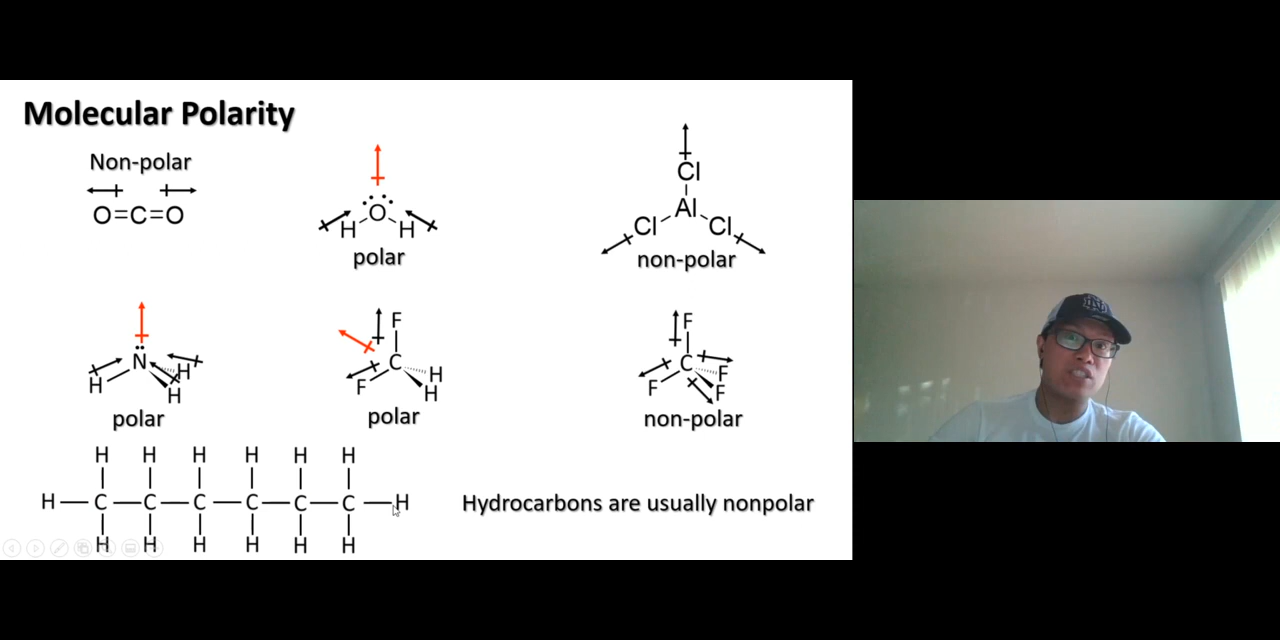 Molecular Polarity
Non-polar
O=C=O
O
H H
polar
Cl
Al
Cl Cl
non-polar
N
H H
H
polar
F
C
F H
H
polar
F
C
F F
F
non-polar
H H H H H H
H C C C C C C H
H H H H H H
Hydrocarbons are usually nonpolar